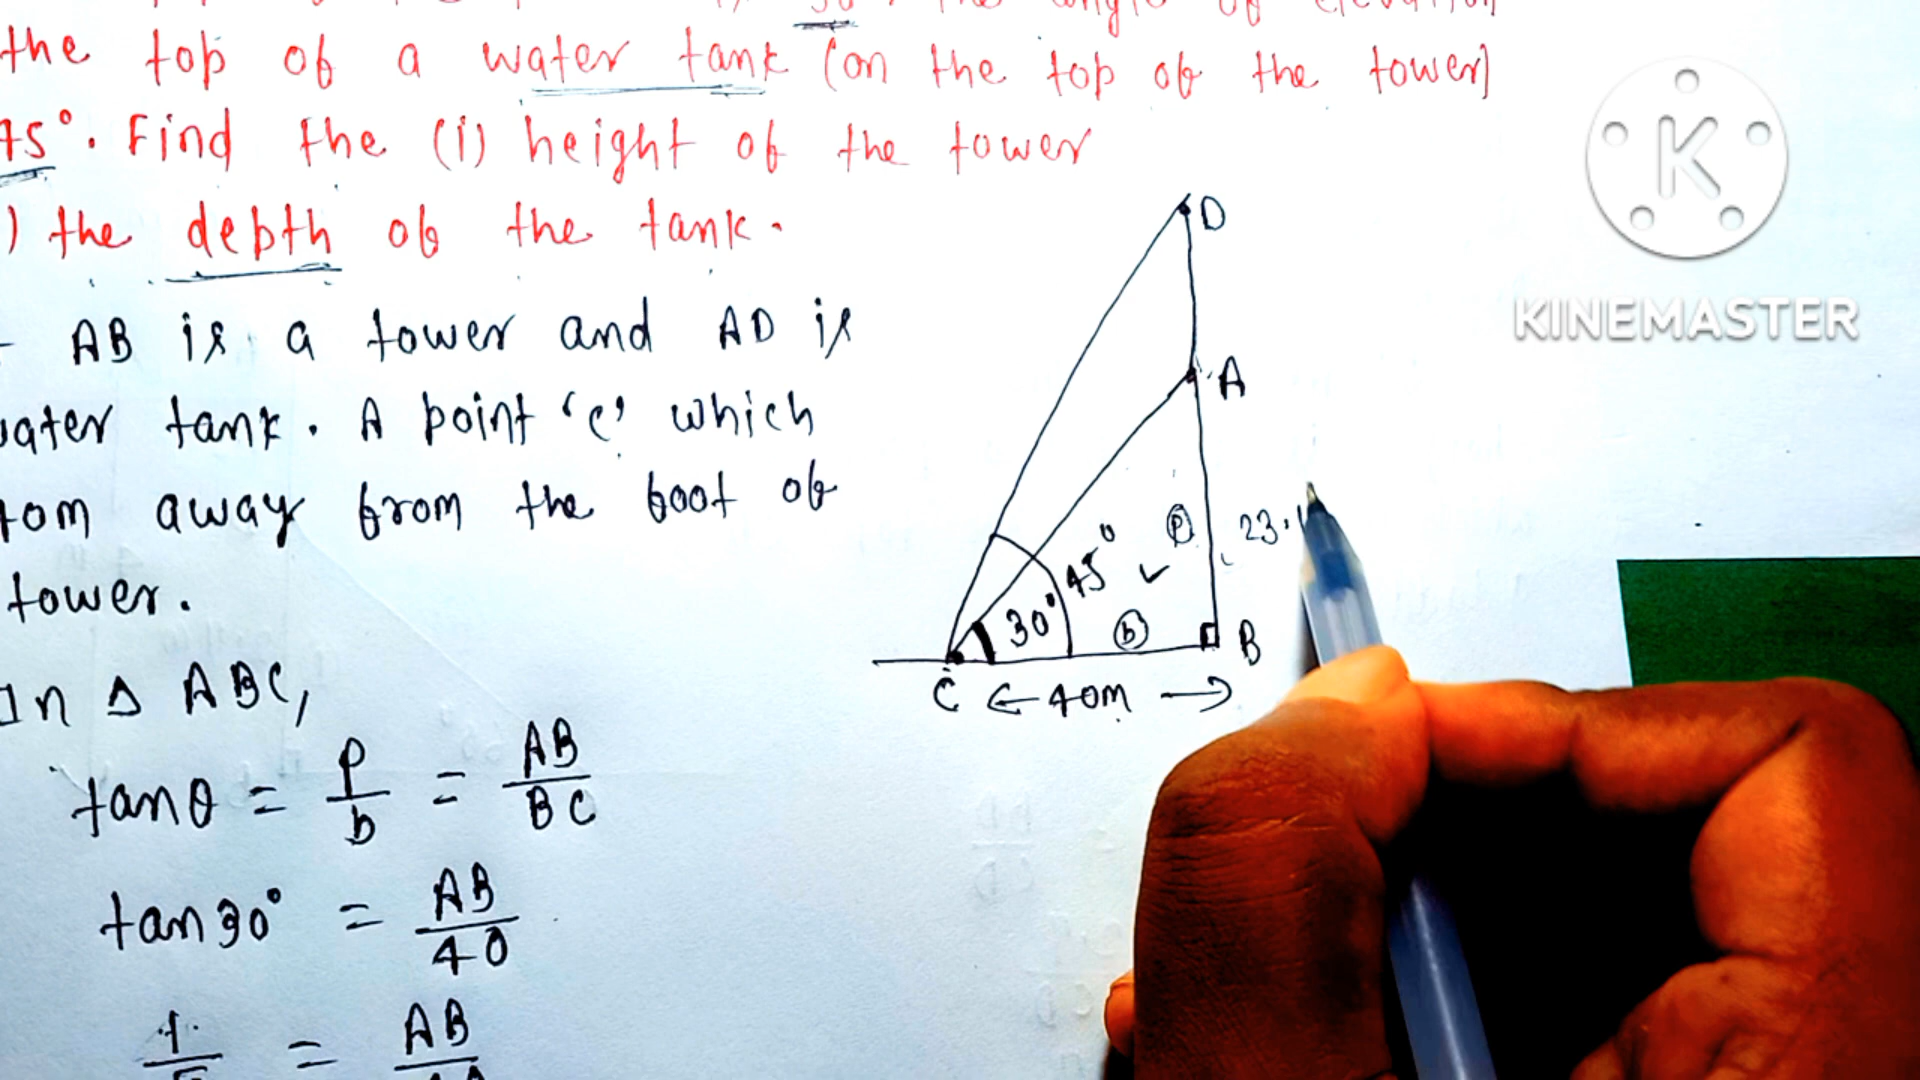 the top of a water tank (on the top of the tower)
45°. Find the (i) height of the tower
) the depth of the tank.
AB is a tower and AD is
water tank. A point 'C' which
40m away from the foot of
tower.
In Δ ABC,
tanθ = P/b = AB/BC
tan30° = AB/40
1 = AB
D
A
P
23.1
45°
30°
b
B
C ← 40m →
K
KINEMASTER